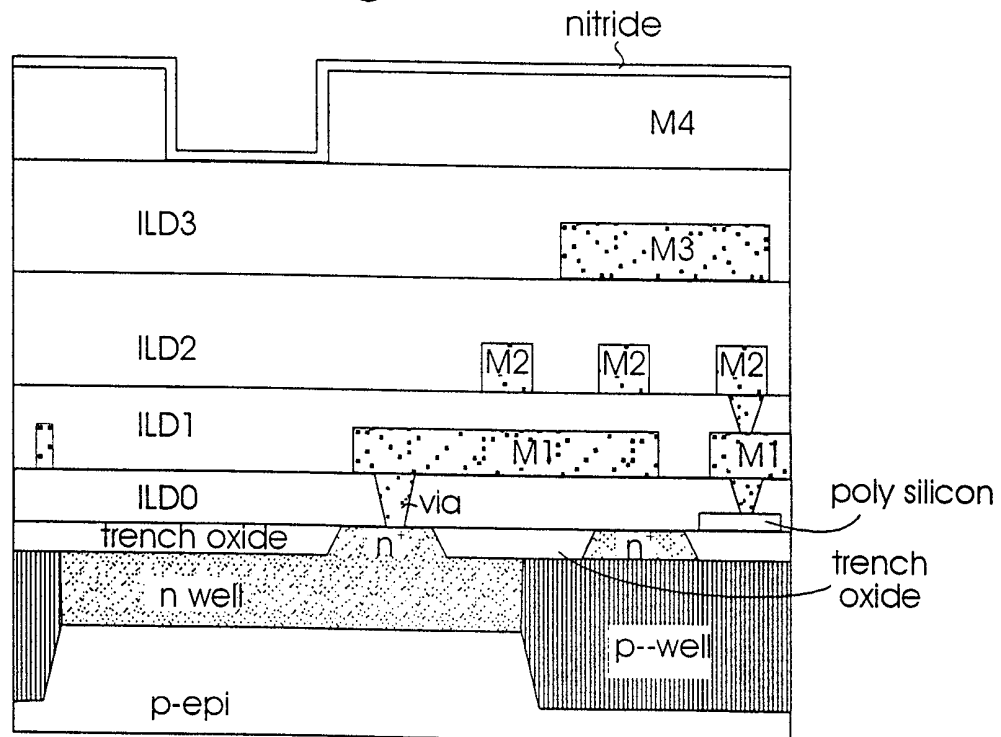 nitride
M4
ILD3
M3
ILD2
M2 M2 M2
ILD1
M1 M1
ILD0
via
poly silicon
trench oxide
n+ n+
trench
oxide
n well
p--well
p-epi